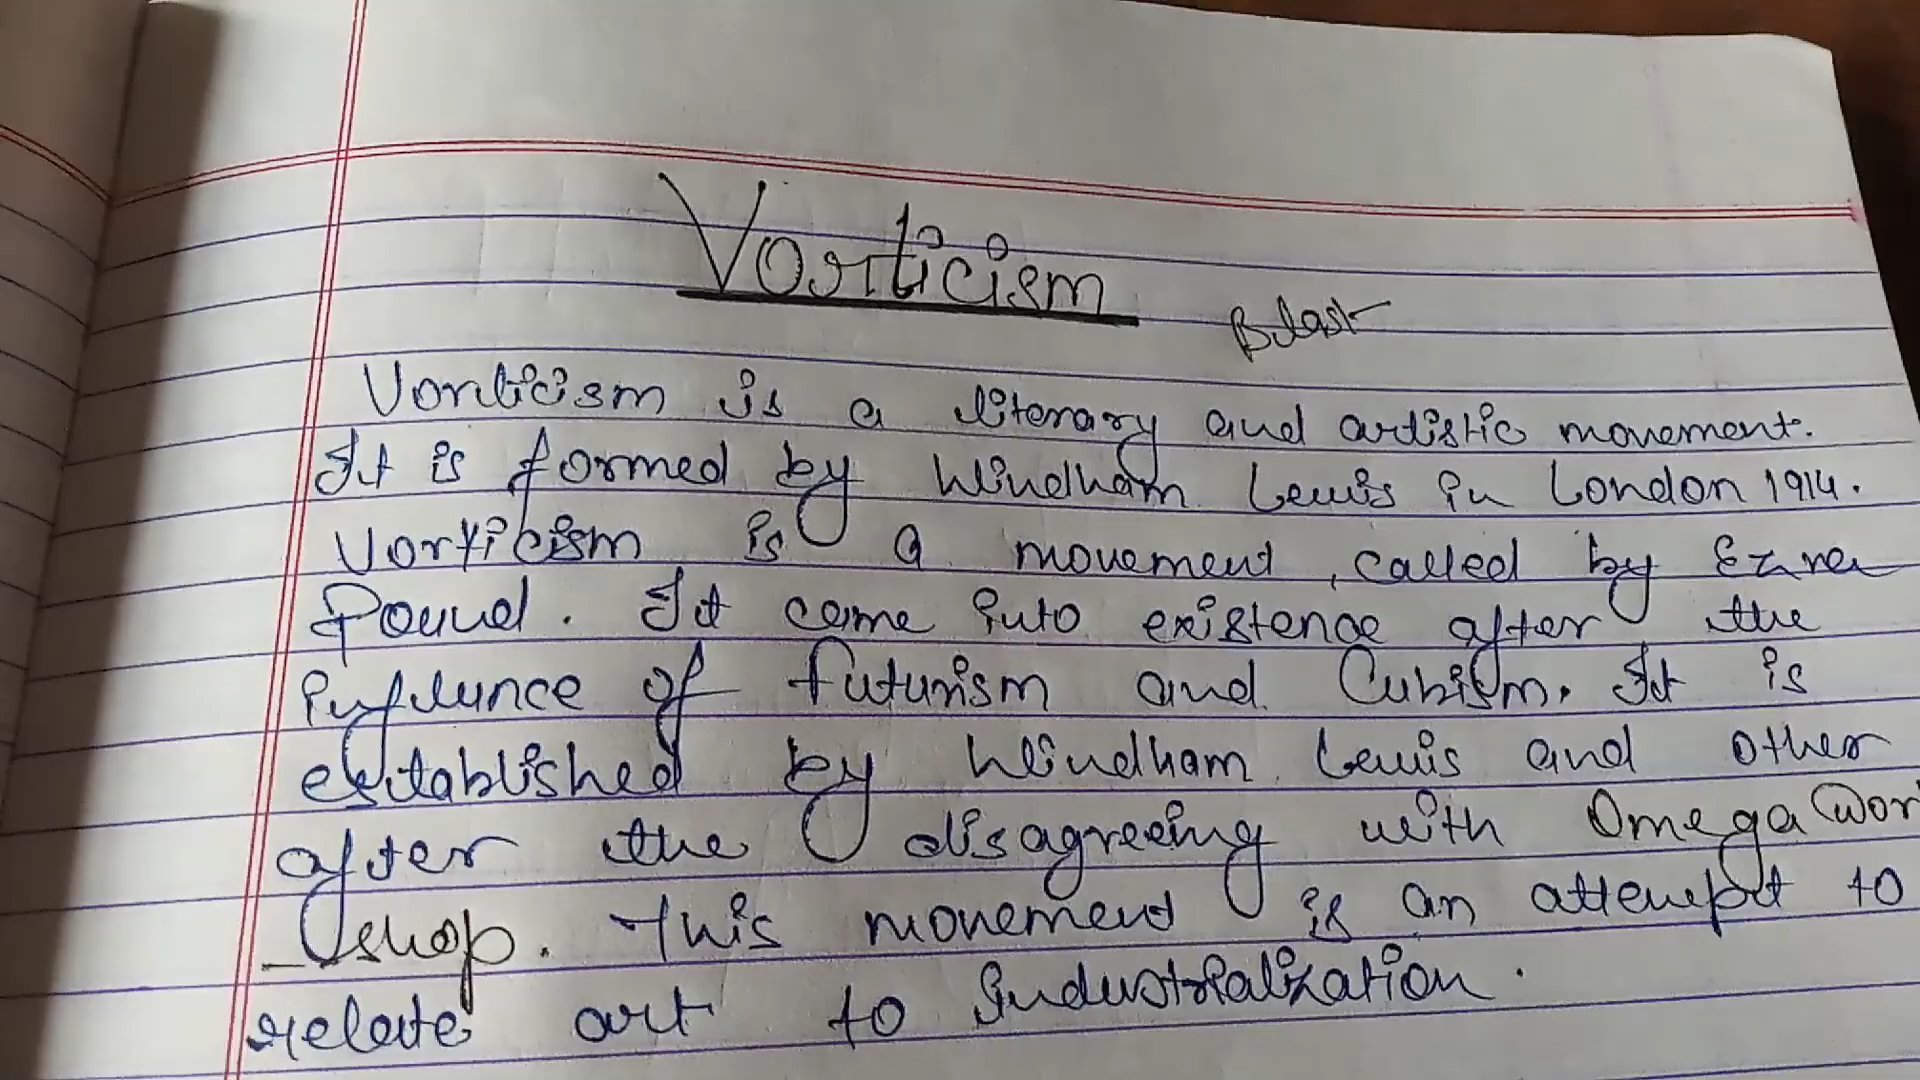 Vorticism
Bulast
Vorticism is a literary and artistic movement.
It is formed by Windham Lewis in London 1914.
Vorticism is a movement, called by Ezra
Pound. It came into existence after the
influnce of futurism and Cubism. It is
established by Windham Lewis and other
after the disagreeing with Omega Wor
shop. This movement is an attempt to
relate art to Industrialization.